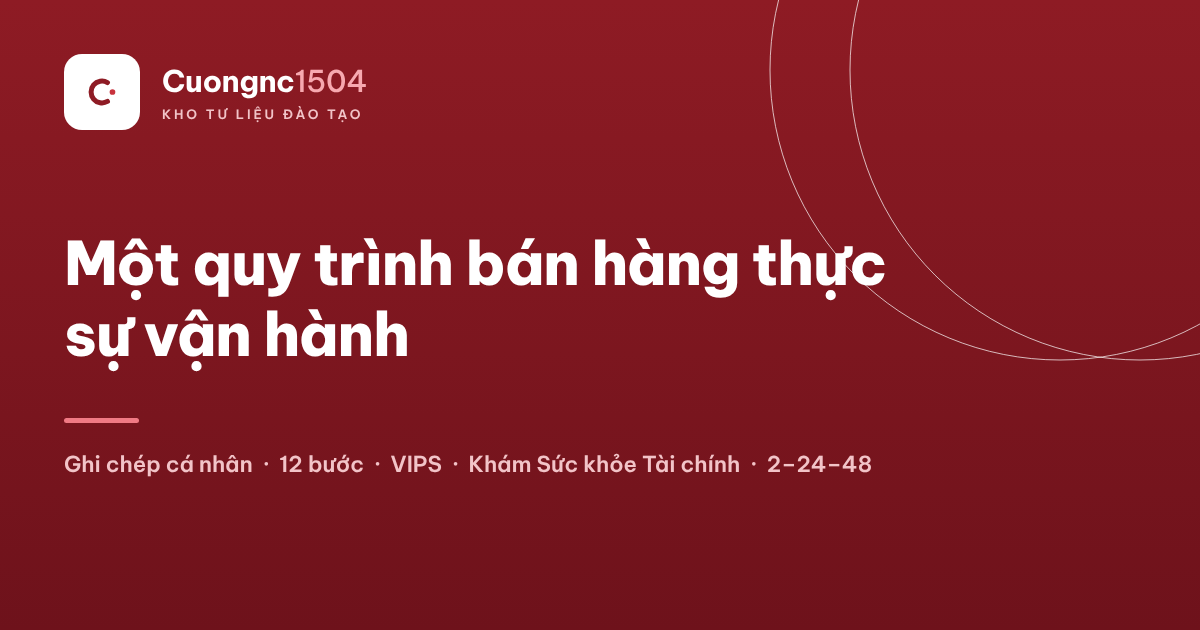 Cuongnc1504
KHO TƯ LIỆU ĐÀO TẠO
Một quy trình bán hàng thực
sự vận hành
Ghi chép cá nhân · 12 bước · VIPS · Khám Sức khỏe Tài chính · 2–24–48